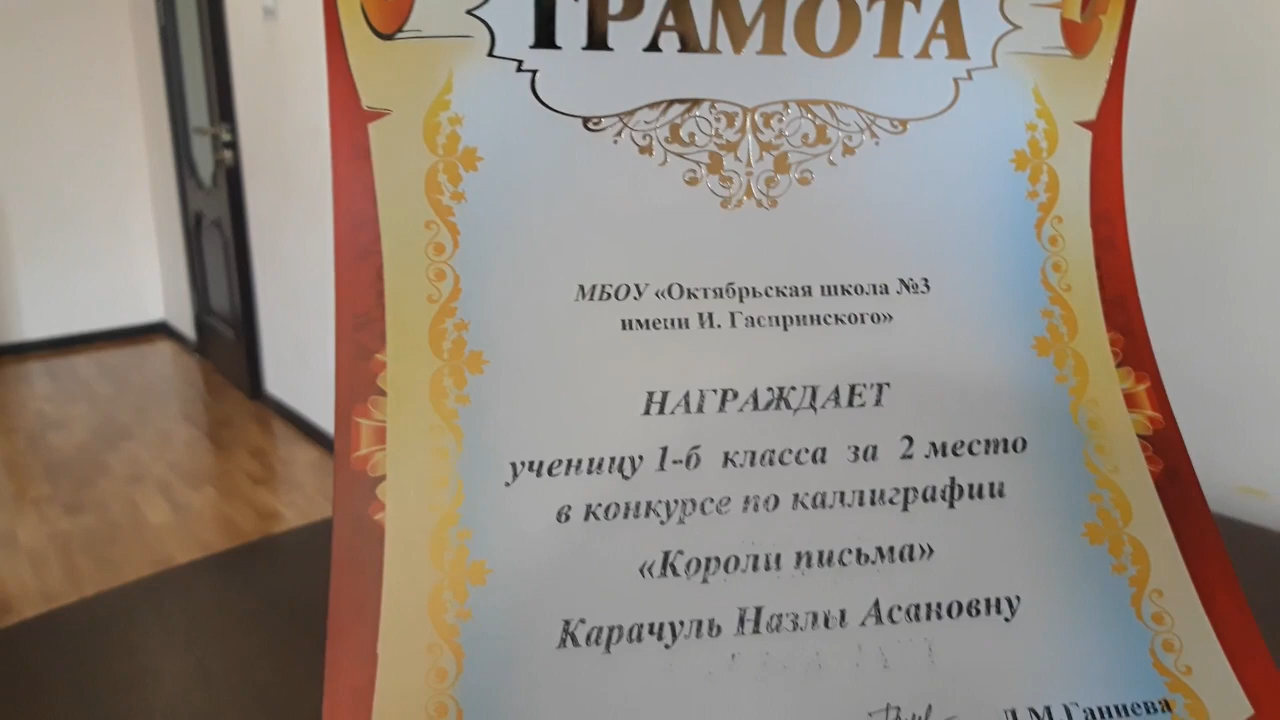 ГРАМОТА
МБОУ «Октябрьская школа №3
имени И. Гаспринского»
НАГРАЖДАЕТ
ученицу 1-б класса за 2 место
в конкурсе по каллиграфии
«Короли письма»
Карачуль Назлы Асановну
Л.М.Ганиева